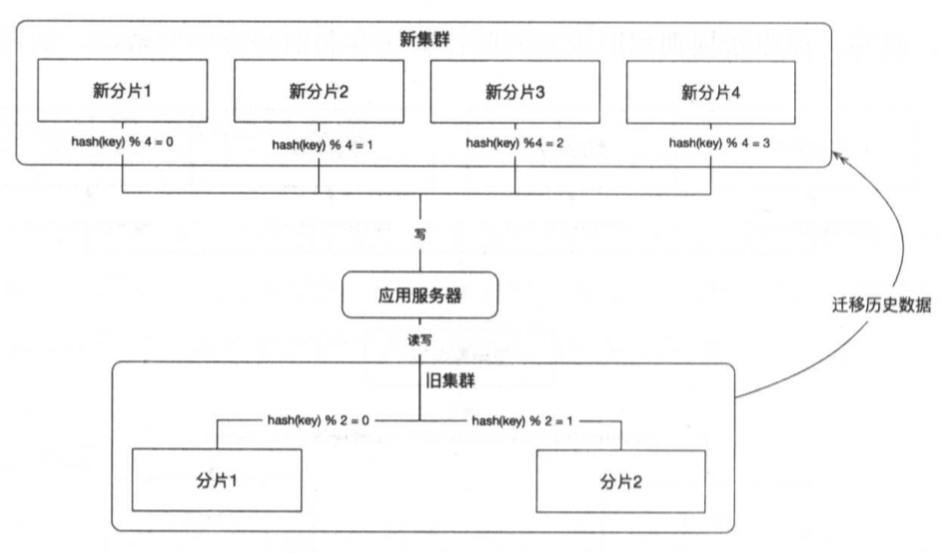 新集群
新分片1 新分片2 新分片3 新分片4
hash(key) % 4 = 0 hash(key) % 4 = 1 hash(key) %4 = 2 hash(key) % 4 = 3
写
应用服务器
迁移历史数据
读写
旧集群
hash(key) % 2 = 0 hash(key) % 2 = 1
分片1 分片2